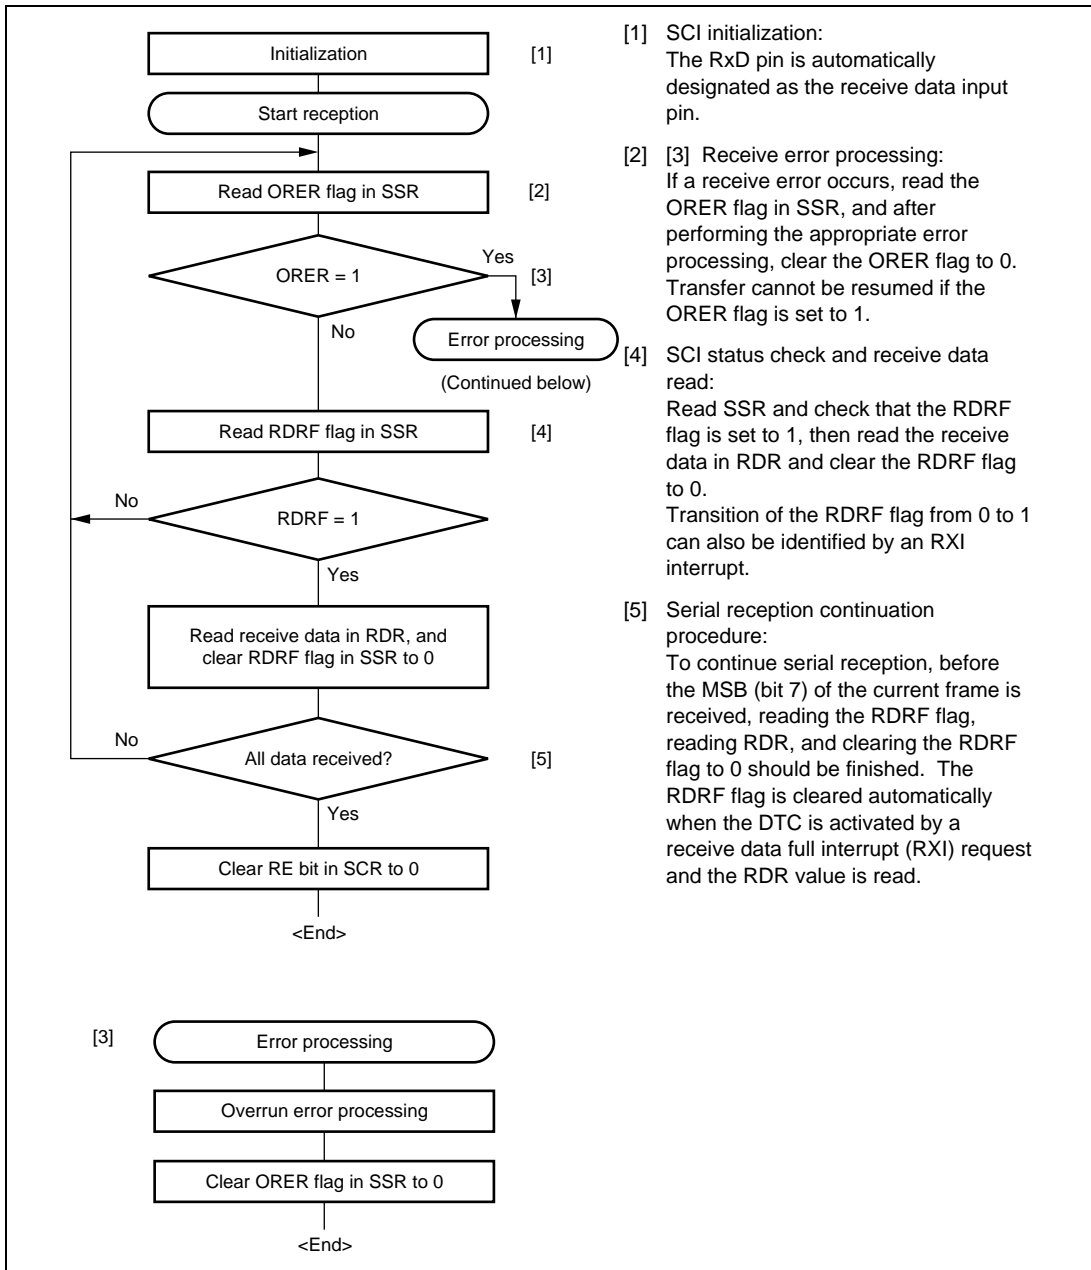 Initialization
[1]
Start reception
Read ORER flag in SSR
[2]
ORER = 1
Yes
[3]
No
Error processing
(Continued below)
Read RDRF flag in SSR
[4]
No
RDRF = 1
Yes
Read receive data in RDR, and
clear RDRF flag in SSR to 0
No
All data received?
[5]
Yes
Clear RE bit in SCR to 0
<End>
[3]
Error processing
Overrun error processing
Clear ORER flag in SSR to 0
<End>
[1] SCI initialization:
The RxD pin is automatically
designated as the receive data input
pin.
[2] [3] Receive error processing:
If a receive error occurs, read the
ORER flag in SSR, and after
performing the appropriate error
processing, clear the ORER flag to 0.
Transfer cannot be resumed if the
ORER flag is set to 1.
[4] SCI status check and receive data
read:
Read SSR and check that the RDRF
flag is set to 1, then read the receive
data in RDR and clear the RDRF flag
to 0.
Transition of the RDRF flag from 0 to 1
can also be identified by an RXI
interrupt.
[5] Serial reception continuation
procedure:
To continue serial reception, before
the MSB (bit 7) of the current frame is
received, reading the RDRF flag,
reading RDR, and clearing the RDRF
flag to 0 should be finished. The
RDRF flag is cleared automatically
when the DTC is activated by a
receive data full interrupt (RXI) request
and the RDR value is read.